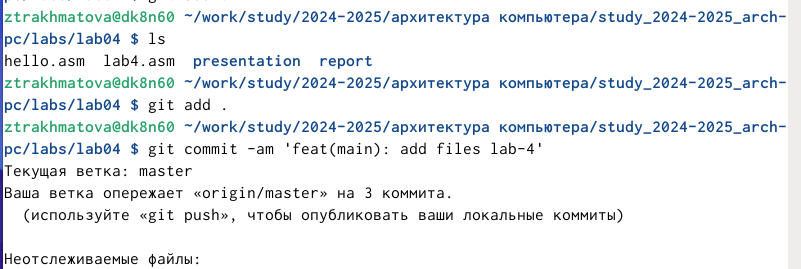 ztrakhmatova@dk8n60 ~/work/study/2024-2025/архитектура компьютера/study_2024-2025_arch-
pc/labs/lab04 $ ls
hello.asm  lab4.asm  presentation  report
ztrakhmatova@dk8n60 ~/work/study/2024-2025/архитектура компьютера/study_2024-2025_arch-
pc/labs/lab04 $ git add .
ztrakhmatova@dk8n60 ~/work/study/2024-2025/архитектура компьютера/study_2024-2025_arch-
pc/labs/lab04 $ git commit -am 'feat(main): add files lab-4'
Текущая ветка: master
Ваша ветка опережает «origin/master» на 3 коммита.
  (используйте «git push», чтобы опубликовать ваши локальные коммиты)

Неотслеживаемые файлы: